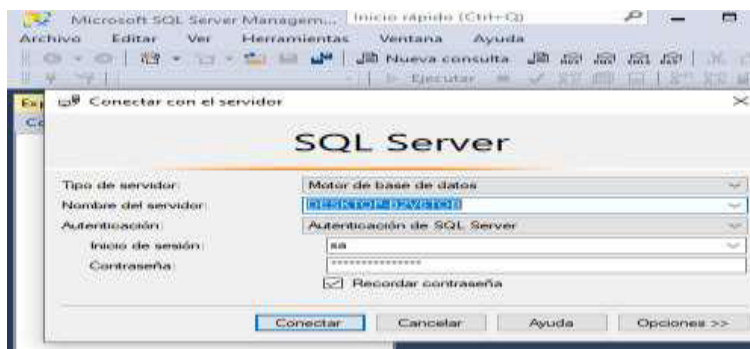 Microsoft SQL Server Managem... Inicio rápido (Ctrl+Q)
Archivo Editar Ver Herramientas Ventana Ayuda
Nueva consulta
Ejecutar
Conectar con el servidor
SQL Server
Tipo de servidor: Motor de base de datos
Nombre del servidor: DESKTOP-B2V6TOB
Autenticación: Autenticación de SQL Server
Inicio de sesión: sa
Contraseña: ***************
Recordar contraseña
Conectar Cancelar Ayuda Opciones >>